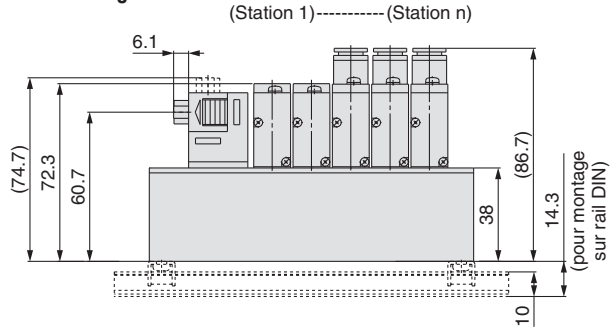 (Station 1)----------(Station n)
6.1
(74.7)
72.3
60.7
38
(86.7)
14.3
(pour montage
sur rail DIN)
10